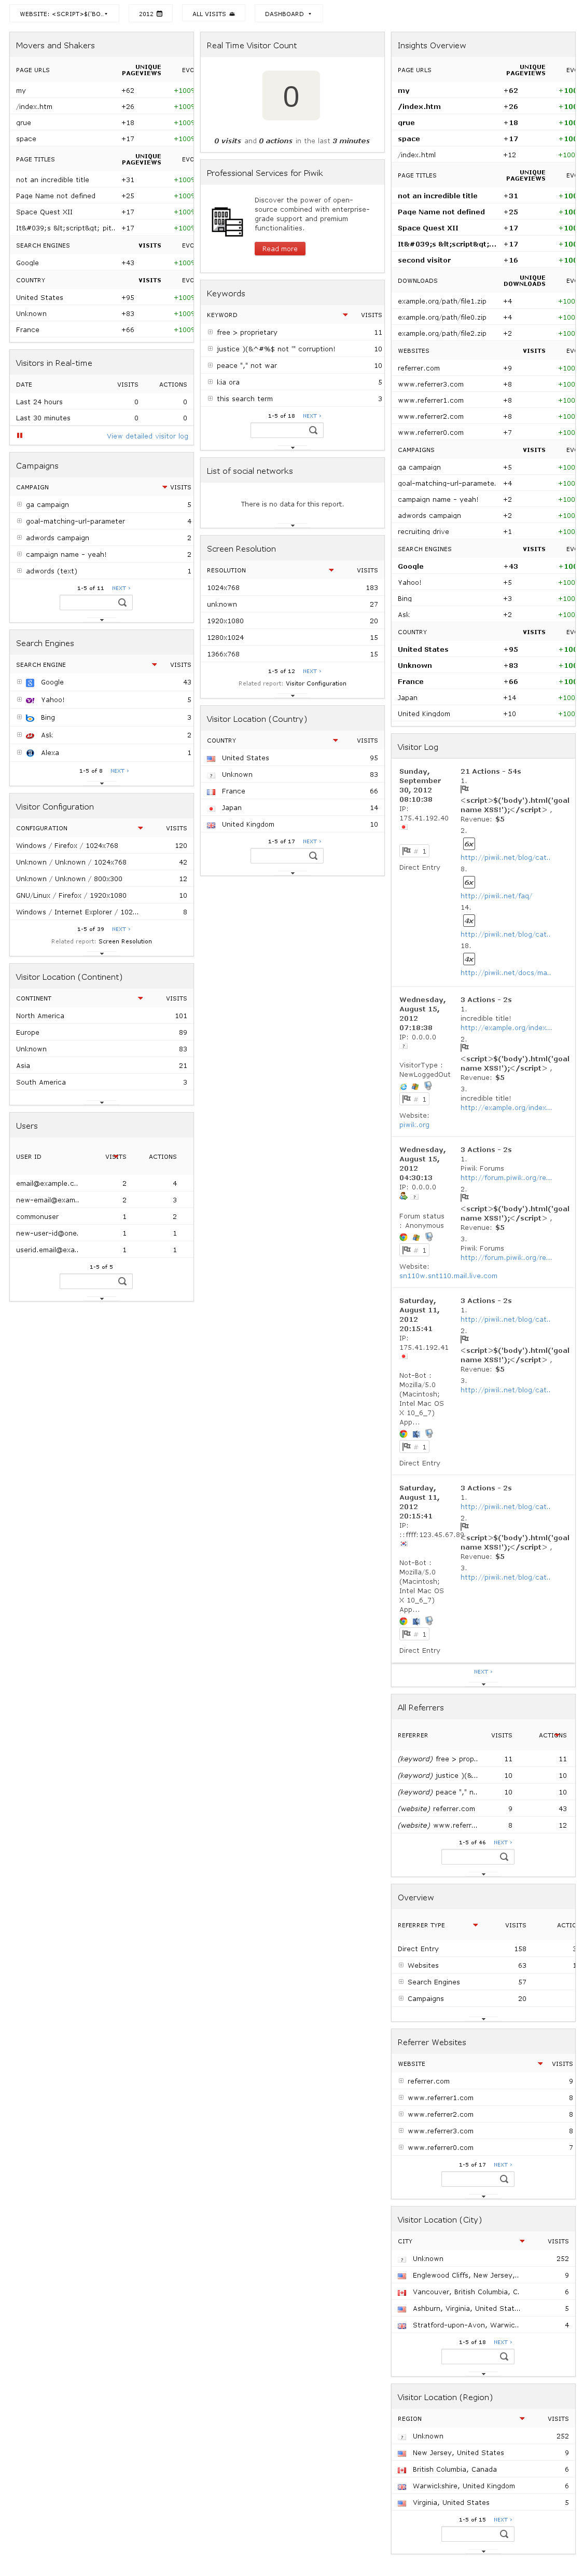 WEBSITE: <SCRIPT>$('BO..
2012
ALL VISITS
DASHBOARD
Movers and Shakers
PAGE URLS UNIQUE PAGEVIEWS EVO
my +62 +100%
/index.htm +26 +100%
grue +18 +100%
space +17 +100%
PAGE TITLES UNIQUE PAGEVIEWS EVO
not an incredible title +31 +100%
Page Name not defined +25 +100%
Space Quest XII +17 +100%
It&#039;s &lt;script&gt; pit.. +17 +100%
SEARCH ENGINES VISITS EVO
Google +43 +100%
COUNTRY VISITS EVO
United States +95 +100%
Unknown +83 +100%
France +66 +100%
Visitors in Real-time
DATE VISITS ACTIONS
Last 24 hours 0 0
Last 30 minutes 0 0
View detailed visitor log
Campaigns
CAMPAIGN VISITS
ga campaign 5
goal-matching-url-parameter 4
adwords campaign 2
campaign name - yeah! 2
adwords (text) 1
1-5 of 11 NEXT ›
Search Engines
SEARCH ENGINE VISITS
Google 43
Yahoo! 5
Bing 3
Ask 2
Alexa 1
1-5 of 8 NEXT ›
Visitor Configuration
CONFIGURATION VISITS
Windows / Firefox / 1024x768 120
Unknown / Unknown / 1024x768 42
Unknown / Unknown / 800x300 12
GNU/Linux / Firefox / 1920x1080 10
Windows / Internet Explorer / 102... 8
1-5 of 39 NEXT ›
Related report: Screen Resolution
Visitor Location (Continent)
CONTINENT VISITS
North America 101
Europe 89
Unknown 83
Asia 21
South America 3
Users
USER ID VISITS ACTIONS
email@example.c.. 2 4
new-email@exam.. 2 3
commonuser 1 2
new-user-id@one. 1 1
userid.email@exa.. 1 1
1-5 of 5
Real Time Visitor Count
0
0 visits and 0 actions in the last 3 minutes
Professional Services for Piwik
Discover the power of open-
source combined with enterprise-
grade support and premium
functionalities.
Read more
Keywords
KEYWORD VISITS
free > proprietary 11
justice )(&^#%$ not '" corruption! 10
peace "," not war 10
kia ora 5
this search term 3
1-5 of 18 NEXT ›
List of social networks
There is no data for this report.
Screen Resolution
RESOLUTION VISITS
1024x768 183
unknown 27
1920x1080 20
1280x1024 15
1366x768 15
1-5 of 12 NEXT ›
Related report: Visitor Configuration
Visitor Location (Country)
COUNTRY VISITS
United States 95
Unknown 83
France 66
Japan 14
United Kingdom 10
1-5 of 17 NEXT ›
Insights Overview
PAGE URLS UNIQUE PAGEVIEWS EVO
my +62 +100
/index.htm +26 +100
grue +18 +100
space +17 +100
/index.html +12 +100
PAGE TITLES UNIQUE PAGEVIEWS EVO
not an incredible title +31 +100
Page Name not defined +25 +100
Space Quest XII +17 +100
It&#039;s &lt;script&gt;... +17 +100
second visitor +16 +100
DOWNLOADS UNIQUE DOWNLOADS EVO
example.org/path/file1.zip +4 +100
example.org/path/file0.zip +4 +100
example.org/path/file2.zip +2 +100
WEBSITES VISITS EVO
referrer.com +9 +100
www.referrer3.com +8 +100
www.referrer1.com +8 +100
www.referrer2.com +8 +100
www.referrer0.com +7 +100
CAMPAIGNS VISITS EVO
ga campaign +5 +100
goal-matching-url-paramete. +4 +100
campaign name - yeah! +2 +100
adwords campaign +2 +100
recruiting drive +1 +100
SEARCH ENGINES VISITS EVO
Google +43 +100
Yahoo! +5 +100
Bing +3 +100
Ask +2 +100
COUNTRY VISITS EVO
United States +95 +100
Unknown +83 +100
France +66 +100
Japan +14 +100
United Kingdom +10 +100
Visitor Log
Sunday,
September
30, 2012
08:10:38
IP:
175.41.192.40
# 1
Direct Entry
21 Actions - 54s
1.
<script>$('body').html('goal
name XSS!');</script> ,
Revenue: $5
2.
6x
http://piwik.net/blog/cat..
8.
6x
http://piwik.net/faq/
14.
4x
http://piwik.net/blog/cat..
18.
4x
http://piwik.net/docs/ma..
Wednesday,
August 15,
2012
07:18:38
IP: 0.0.0.0
VisitorType :
NewLoggedOut
# 1
Website:
piwik.org
3 Actions - 2s
1.
incredible title!
http://example.org/index...
2.
<script>$('body').html('goal
name XSS!');</script> ,
Revenue: $5
3.
incredible title!
http://example.org/index...
Wednesday,
August 15,
2012
04:30:13
IP: 0.0.0.0
Forum status
: Anonymous
# 1
Website:
sn110w.snt110.mail.live.com
3 Actions - 2s
1.
Piwik Forums
http://forum.piwik.org/re...
2.
<script>$('body').html('goal
name XSS!');</script> ,
Revenue: $5
3.
Piwik Forums
http://forum.piwik.org/re...
Saturday,
August 11,
2012
20:15:41
IP:
175.41.192.41
Not-Bot :
Mozilla/5.0
(Macintosh;
Intel Mac OS
X 10_6_7)
App...
# 1
Direct Entry
3 Actions - 2s
1.
http://piwik.net/blog/cat..
2.
<script>$('body').html('goal
name XSS!');</script> ,
Revenue: $5
3.
http://piwik.net/blog/cat..
Saturday,
August 11,
2012
20:15:41
IP:
::ffff:123.45.67.89
Not-Bot :
Mozilla/5.0
(Macintosh;
Intel Mac OS
X 10_6_7)
App...
# 1
Direct Entry
3 Actions - 2s
1.
http://piwik.net/blog/cat..
2.
<script>$('body').html('goal
name XSS!');</script> ,
Revenue: $5
3.
http://piwik.net/blog/cat..
NEXT ›
All Referrers
REFERRER VISITS ACTIONS
(keyword) free > prop.. 11 11
(keyword) justice )(&... 10 10
(keyword) peace "," n.. 10 10
(website) referrer.com 9 43
(website) www.referr... 8 12
1-5 of 46 NEXT ›
Overview
REFERRER TYPE VISITS ACTIO
Direct Entry 158
Websites 63
Search Engines 57
Campaigns 20
Referrer Websites
WEBSITE VISITS
referrer.com 9
www.referrer1.com 8
www.referrer2.com 8
www.referrer3.com 8
www.referrer0.com 7
1-5 of 17 NEXT ›
Visitor Location (City)
CITY VISITS
Unknown 252
Englewood Cliffs, New Jersey,.. 9
Vancouver, British Columbia, C. 6
Ashburn, Virginia, United Stat... 5
Stratford-upon-Avon, Warwic.. 4
1-5 of 18 NEXT ›
Visitor Location (Region)
REGION VISITS
Unknown 252
New Jersey, United States 9
British Columbia, Canada 6
Warwickshire, United Kingdom 6
Virginia, United States 5
1-5 of 15 NEXT ›